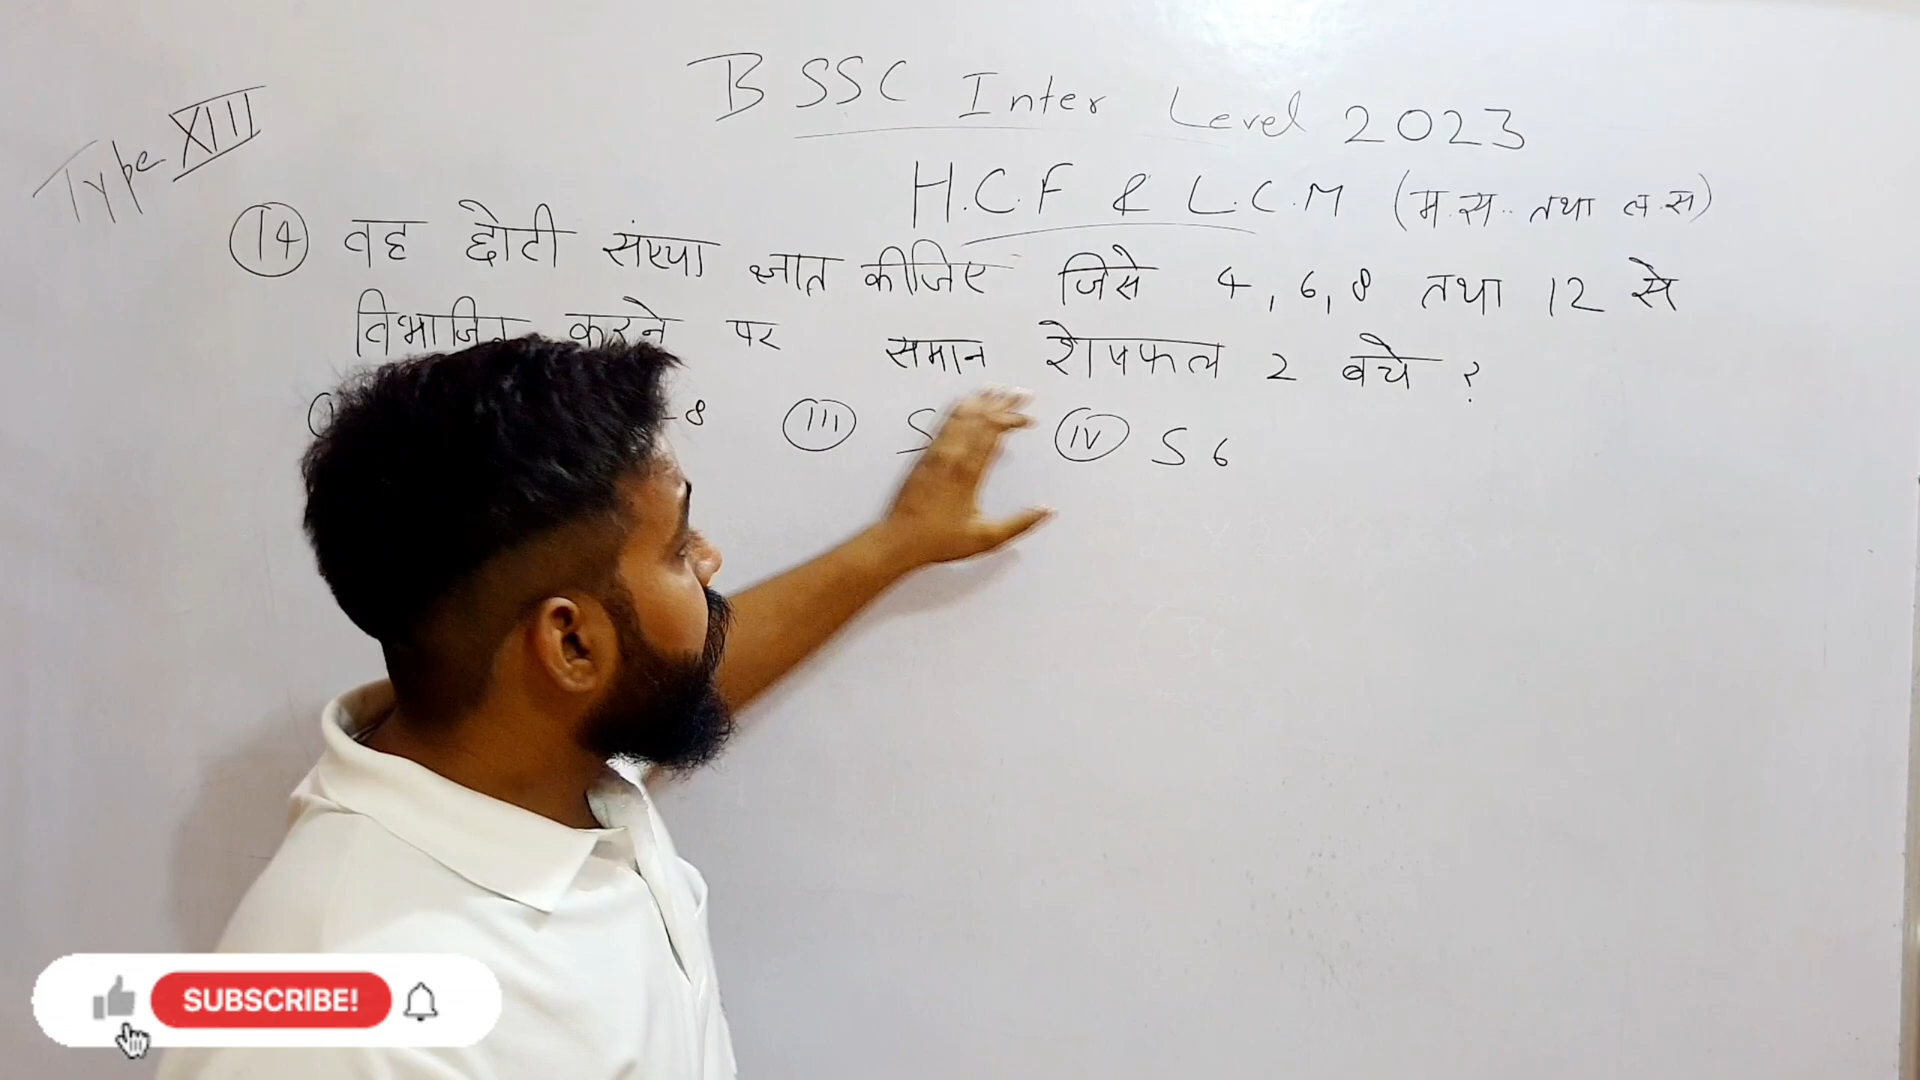 BSSC Inter Level 2023
Type XIII
H.C.F & L.C.M (म.स. तथा ल.स)
14 वह छोटी संख्या ज्ञात कीजिए जिसे 4, 6, 8 तथा 12 से
विभाजित करने पर समान शेषफल 2 बचे ?
8 III IV 56
SUBSCRIBE!